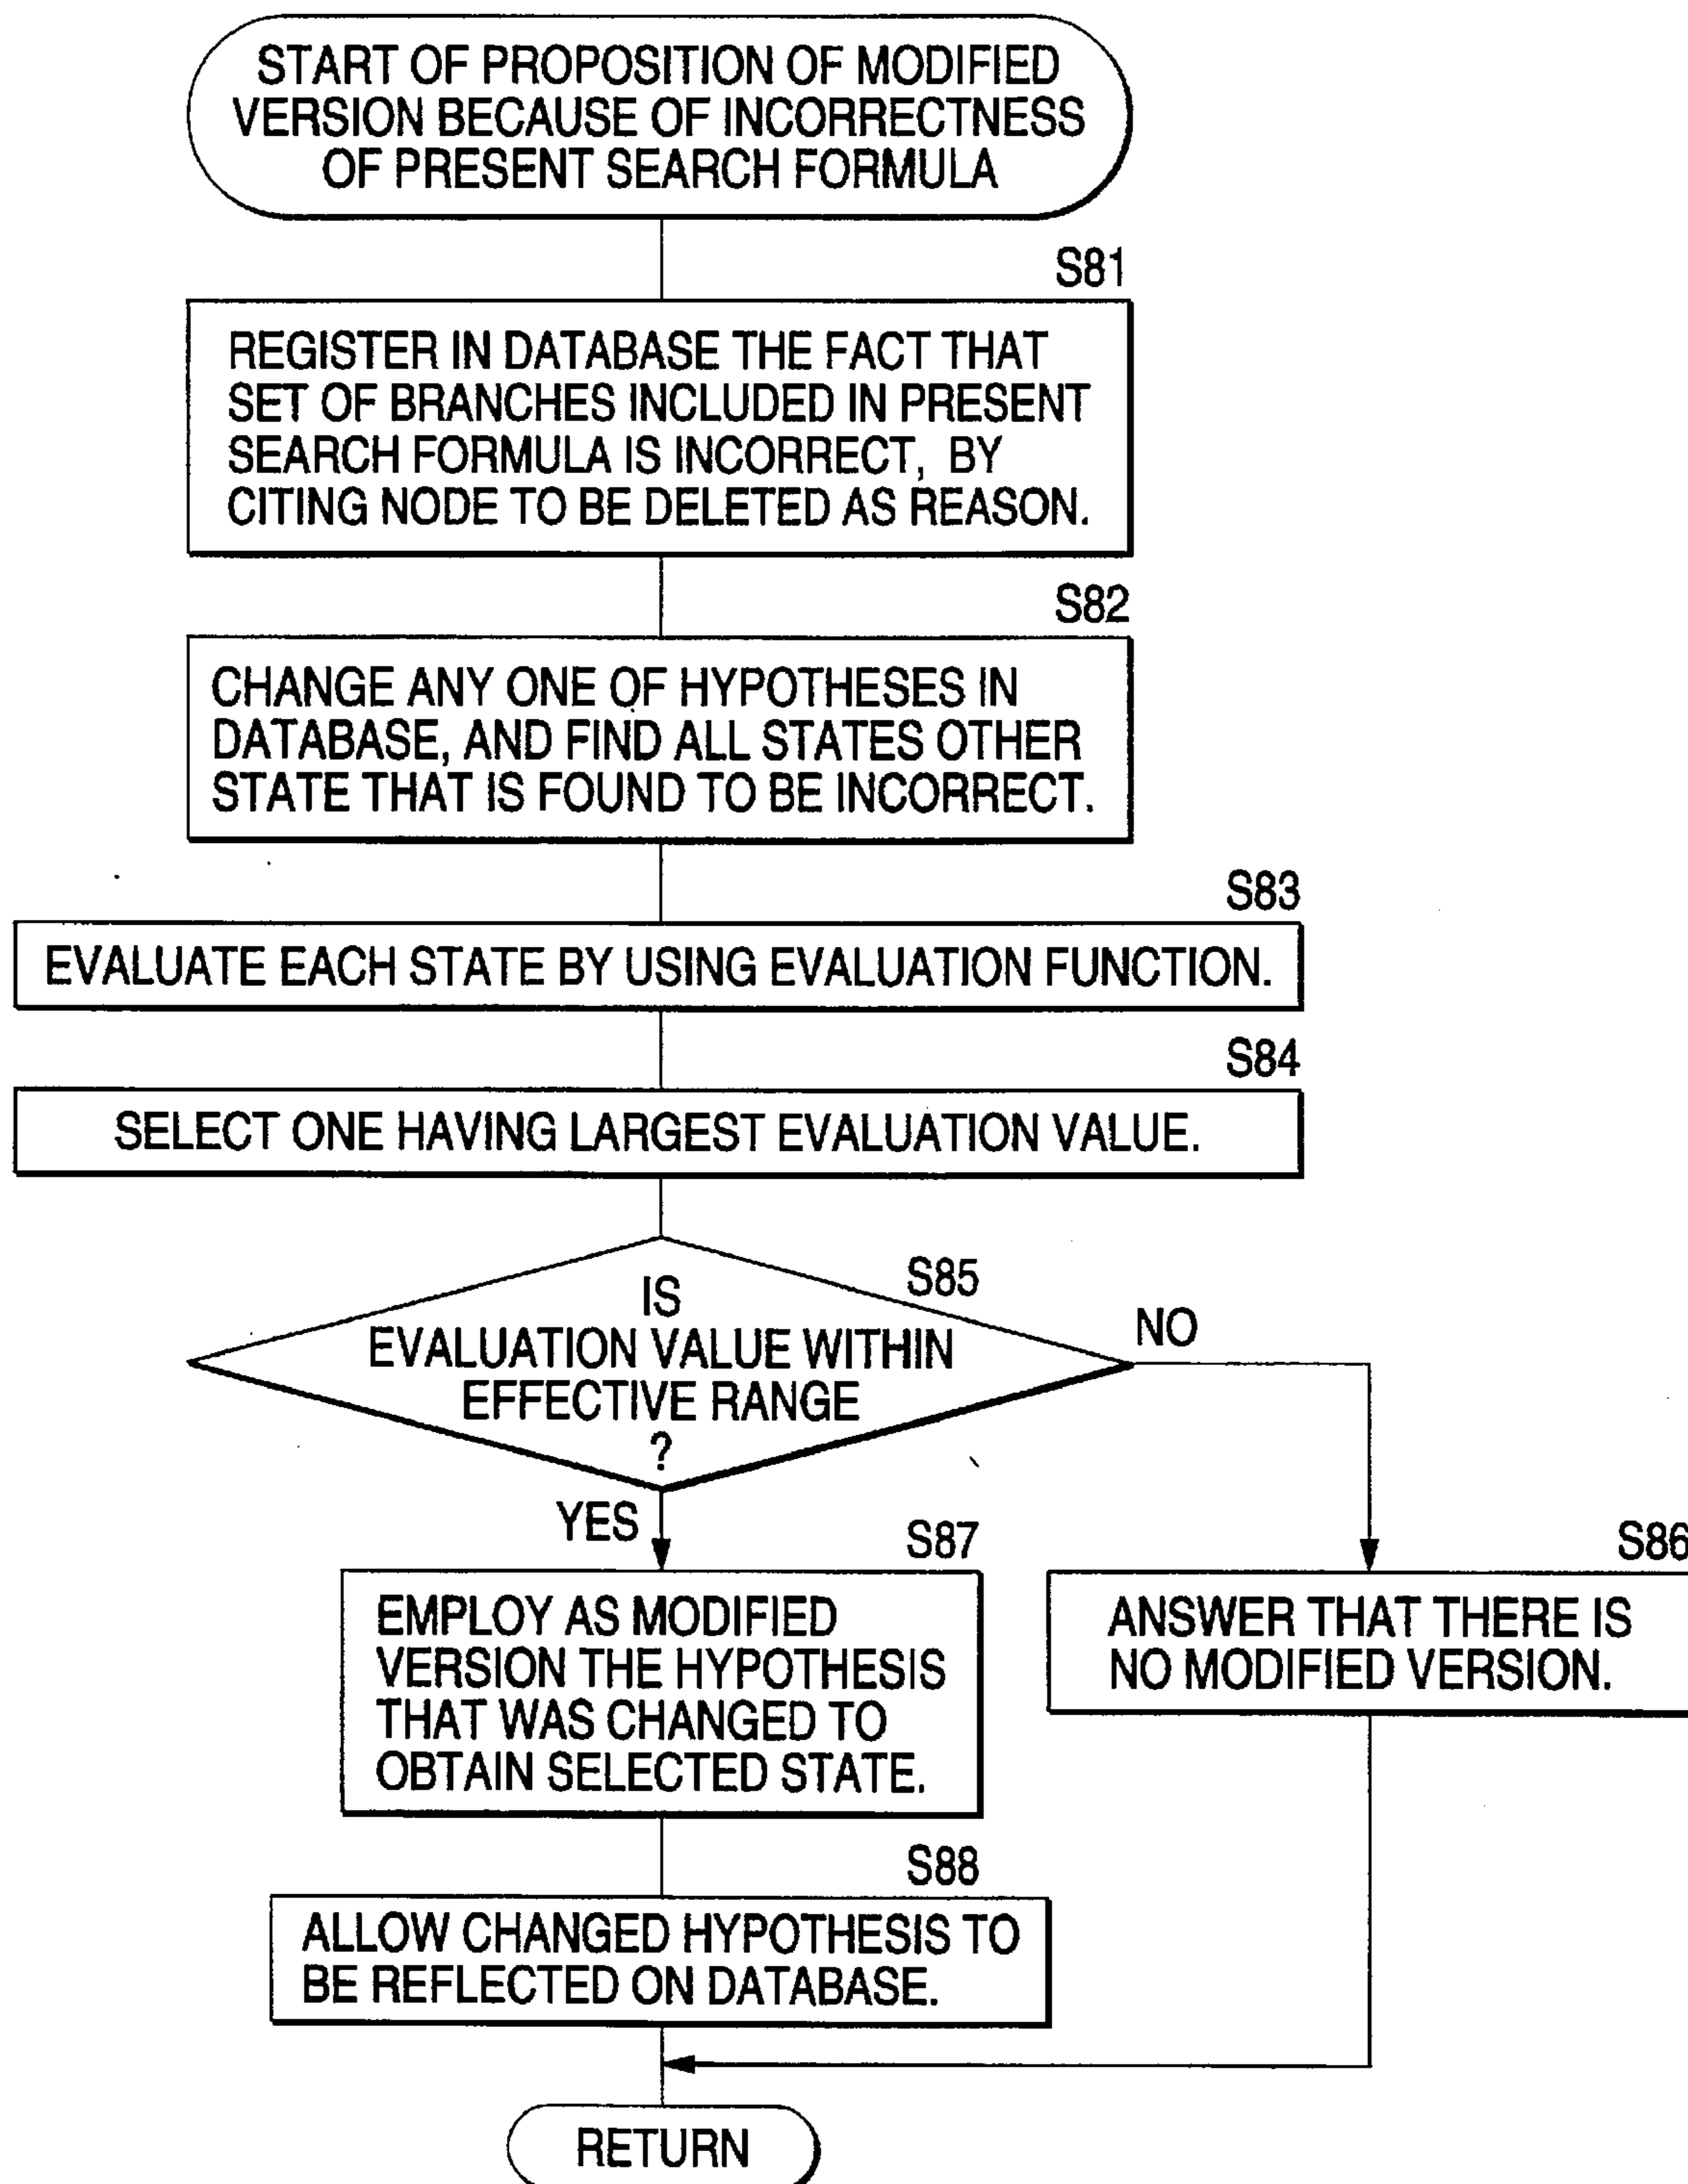 START OF PROPOSITION OF MODIFIED
VERSION BECAUSE OF INCORRECTNESS
OF PRESENT SEARCH FORMULA
S81
REGISTER IN DATABASE THE FACT THAT
SET OF BRANCHES INCLUDED IN PRESENT
SEARCH FORMULA IS INCORRECT, BY
CITING NODE TO BE DELETED AS REASON.
S82
CHANGE ANY ONE OF HYPOTHESES IN
DATABASE, AND FIND ALL STATES OTHER
STATE THAT IS FOUND TO BE INCORRECT.
S83
EVALUATE EACH STATE BY USING EVALUATION FUNCTION.
S84
SELECT ONE HAVING LARGEST EVALUATION VALUE.
S85
IS
EVALUATION VALUE WITHIN
EFFECTIVE RANGE
?
NO
YES
S87
EMPLOY AS MODIFIED
VERSION THE HYPOTHESIS
THAT WAS CHANGED TO
OBTAIN SELECTED STATE.
S86
ANSWER THAT THERE IS
NO MODIFIED VERSION.
S88
ALLOW CHANGED HYPOTHESIS TO
BE REFLECTED ON DATABASE.
RETURN